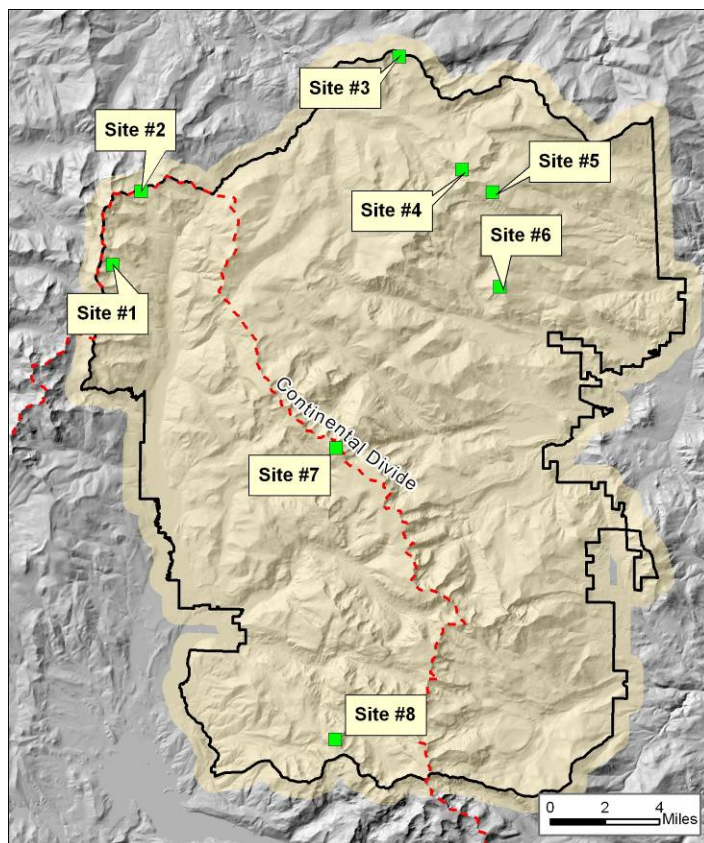 Site #3
Site #2
Site #5
Site #4
Site #6
Site #1
Continental Divide
Site #7
Site #8
0 2 4
Miles